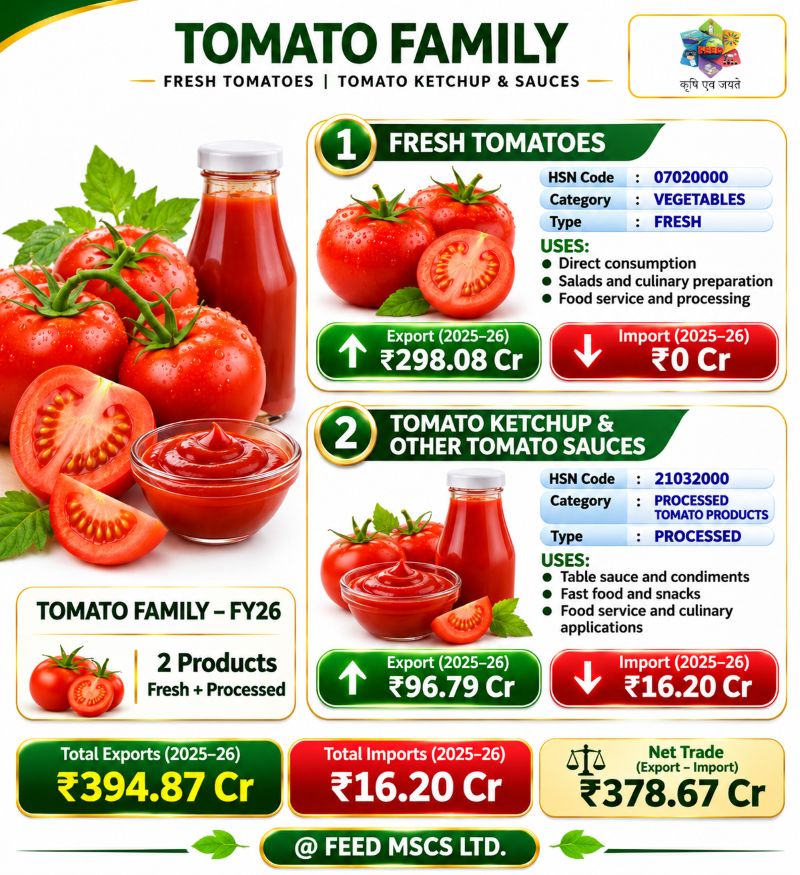 TOMATO FAMILY
FRESH TOMATOES | TOMATO KETCHUP & SAUCES
FEED
कृषि एव जयते
1 FRESH TOMATOES
HSN Code : 07020000
Category : VEGETABLES
Type : FRESH
USES:
● Direct consumption
● Salads and culinary preparation
● Food service and processing
Export (2025–26)
₹298.08 Cr
Import (2025–26)
₹0 Cr
2 TOMATO KETCHUP &
OTHER TOMATO SAUCES
HSN Code : 21032000
Category : PROCESSED
TOMATO PRODUCTS
Type : PROCESSED
USES:
● Table sauce and condiments
● Fast food and snacks
● Food service and culinary
applications
Export (2025–26)
₹96.79 Cr
Import (2025–26)
₹16.20 Cr
TOMATO FAMILY – FY26
2 Products
Fresh + Processed
Total Exports (2025–26)
₹394.87 Cr
Total Imports (2025–26)
₹16.20 Cr
Net Trade
(Export – Import)
₹378.67 Cr
@ FEED MSCS LTD.